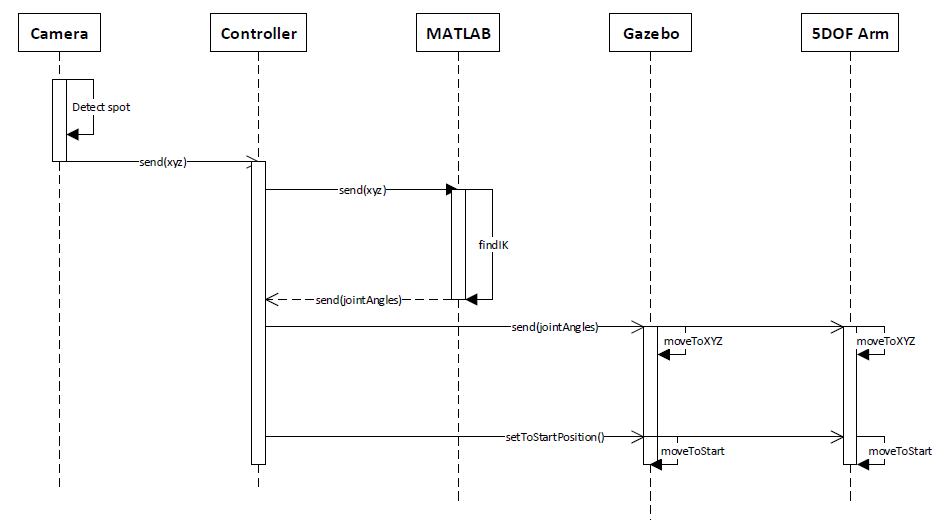 Camera
Controller
MATLAB
Gazebo
5DOF Arm
Detect spot
send(xyz)
send(xyz)
findIK
send(jointAngles)
send(jointAngles)
moveToXYZ
moveToXYZ
setToStartPosition()
moveToStart
moveToStart